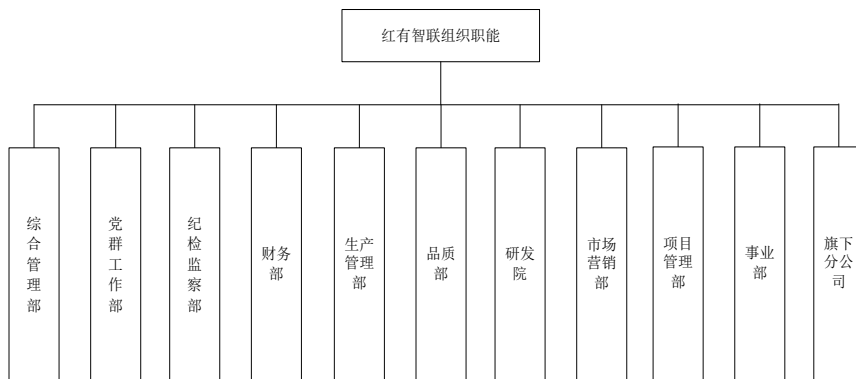 红有智联组织职能
综
合
管
理
部
党
群
工
作
部
纪
检
监
察
部
财务
部
生产
管理
部
品质
部
研发
院
市场
营销
部
项目
管理
部
事业
部
旗下
分公
司